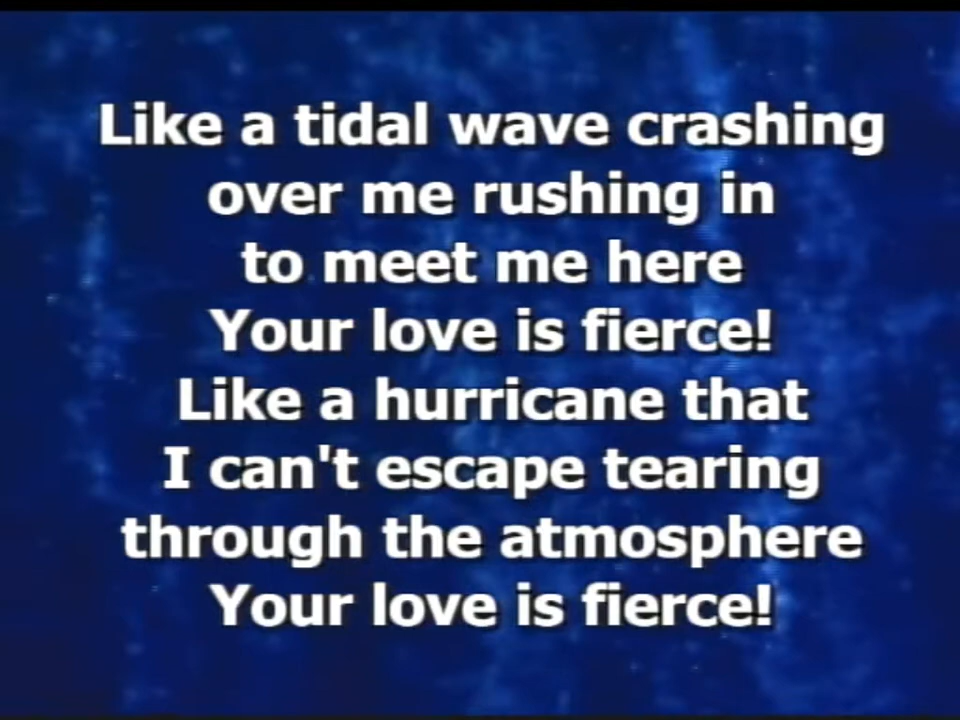 Like a tidal wave crashing
over me rushing in
to meet me here
Your love is fierce!
Like a hurricane that
I can't escape tearing
through the atmosphere
Your love is fierce!